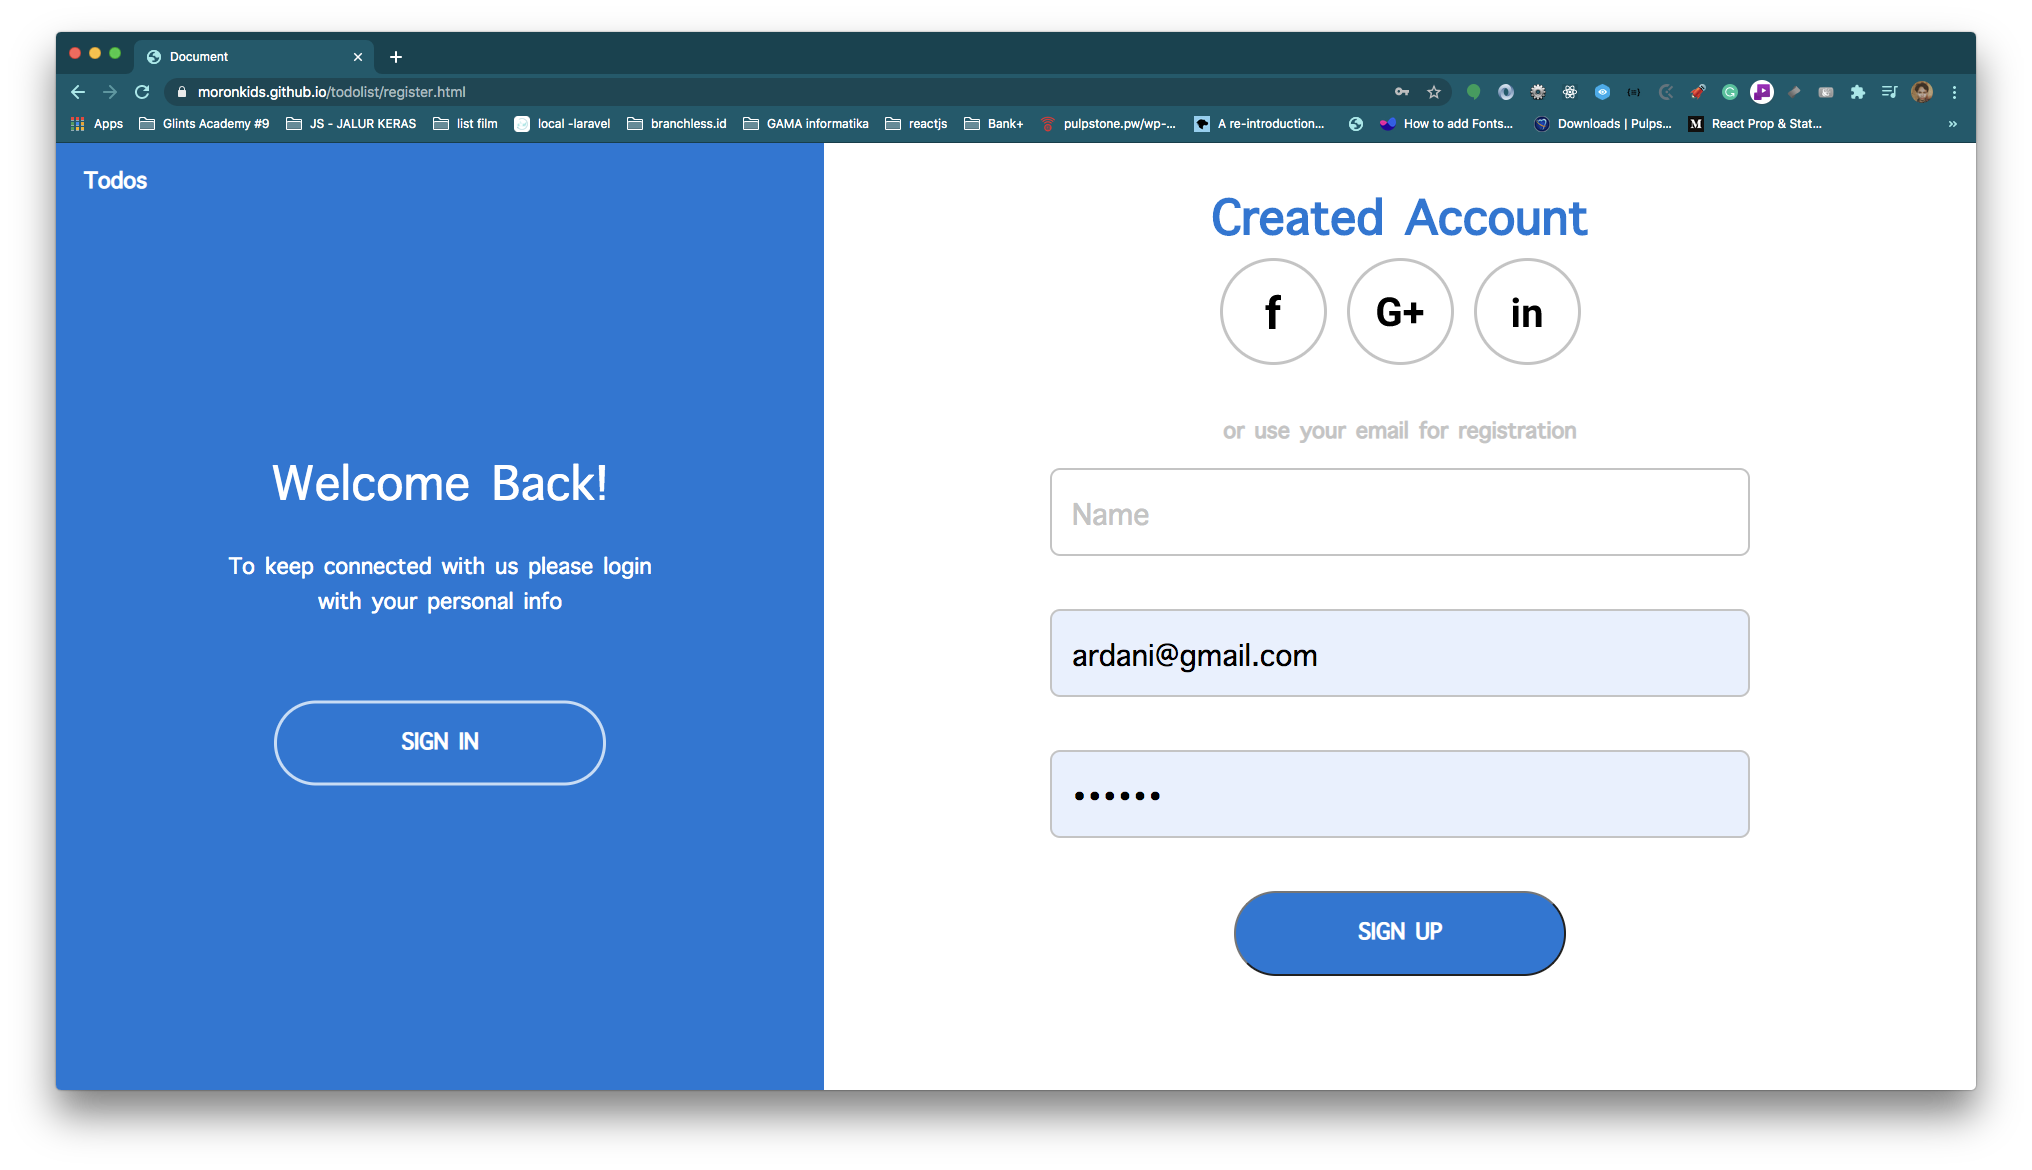 Document
moronkids.github.io/todolist/register.html
Apps
Glints Academy #9
JS - JALUR KERAS
list film
local -laravel
branchless.id
GAMA informatika
reactjs
Bank+
pulpstone.pw/wp-...
A re-introduction...
How to add Fonts...
Downloads | Pulps...
M
React Prop & Stat...
»
Todos
Welcome Back!
To keep connected with us please login
with your personal info
SIGN IN
Created Account
f
G+
in
or use your email for registration
Name
ardani@gmail.com
••••••
SIGN UP